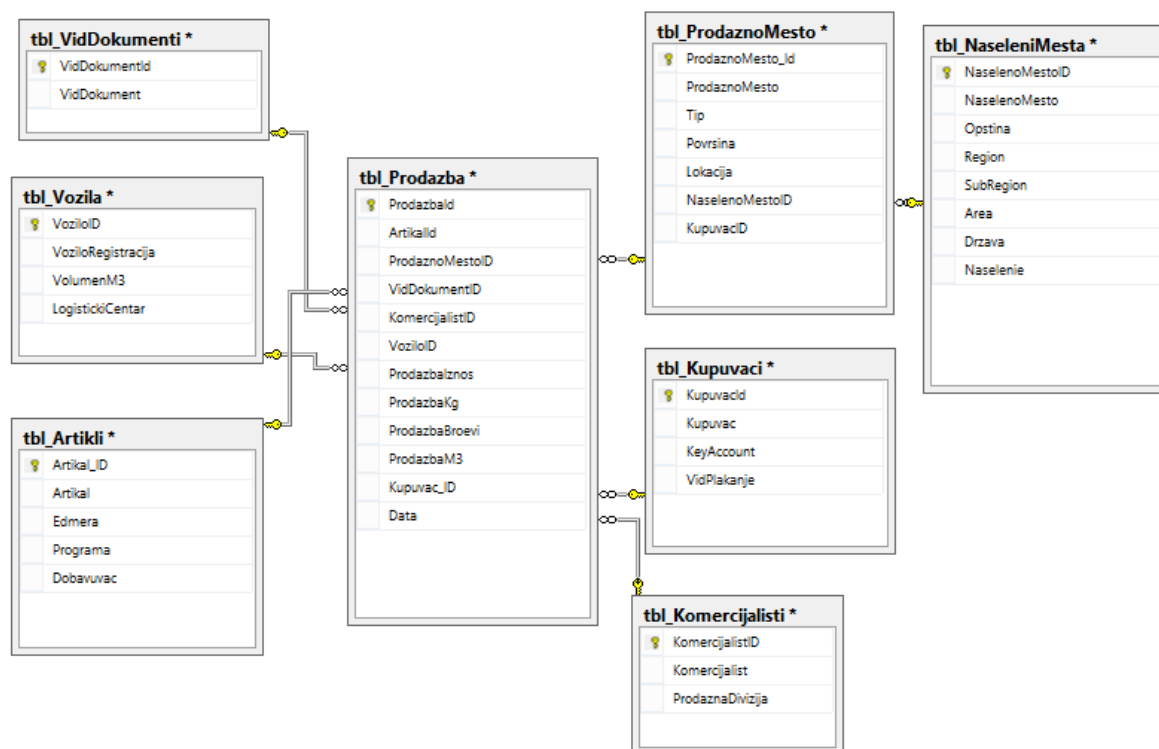 tbl_VidDokumenti *
VidDokumentId
VidDokument
tbl_Vozila *
VoziloID
VoziloRegistracija
VolumenM3
LogistickiCentar
tbl_Artikli *
Artikal_ID
Artikal
Edmera
Programa
Dobavuvac
tbl_Prodazba *
ProdazbaId
ArtikalId
ProdaznoMestoID
VidDokumentID
KomercijalistID
VoziloID
ProdazbaIznos
ProdazbaKg
ProdazbaBroevi
ProdazbaM3
Kupuvac_ID
Data
tbl_ProdaznoMesto *
ProdaznoMesto_Id
ProdaznoMesto
Tip
Povrsina
Lokacija
NaselenoMestoID
KupuvacID
tbl_NaseleniMesta *
NaselenoMestoID
NaselenoMesto
Opstina
Region
SubRegion
Area
Drzava
Naselenie
tbl_Kupuvaci *
KupuvacId
Kupuvac
KeyAccount
VidPlakanje
tbl_Komercijalisti *
KomercijalistID
Komercijalist
ProdaznaDivizija